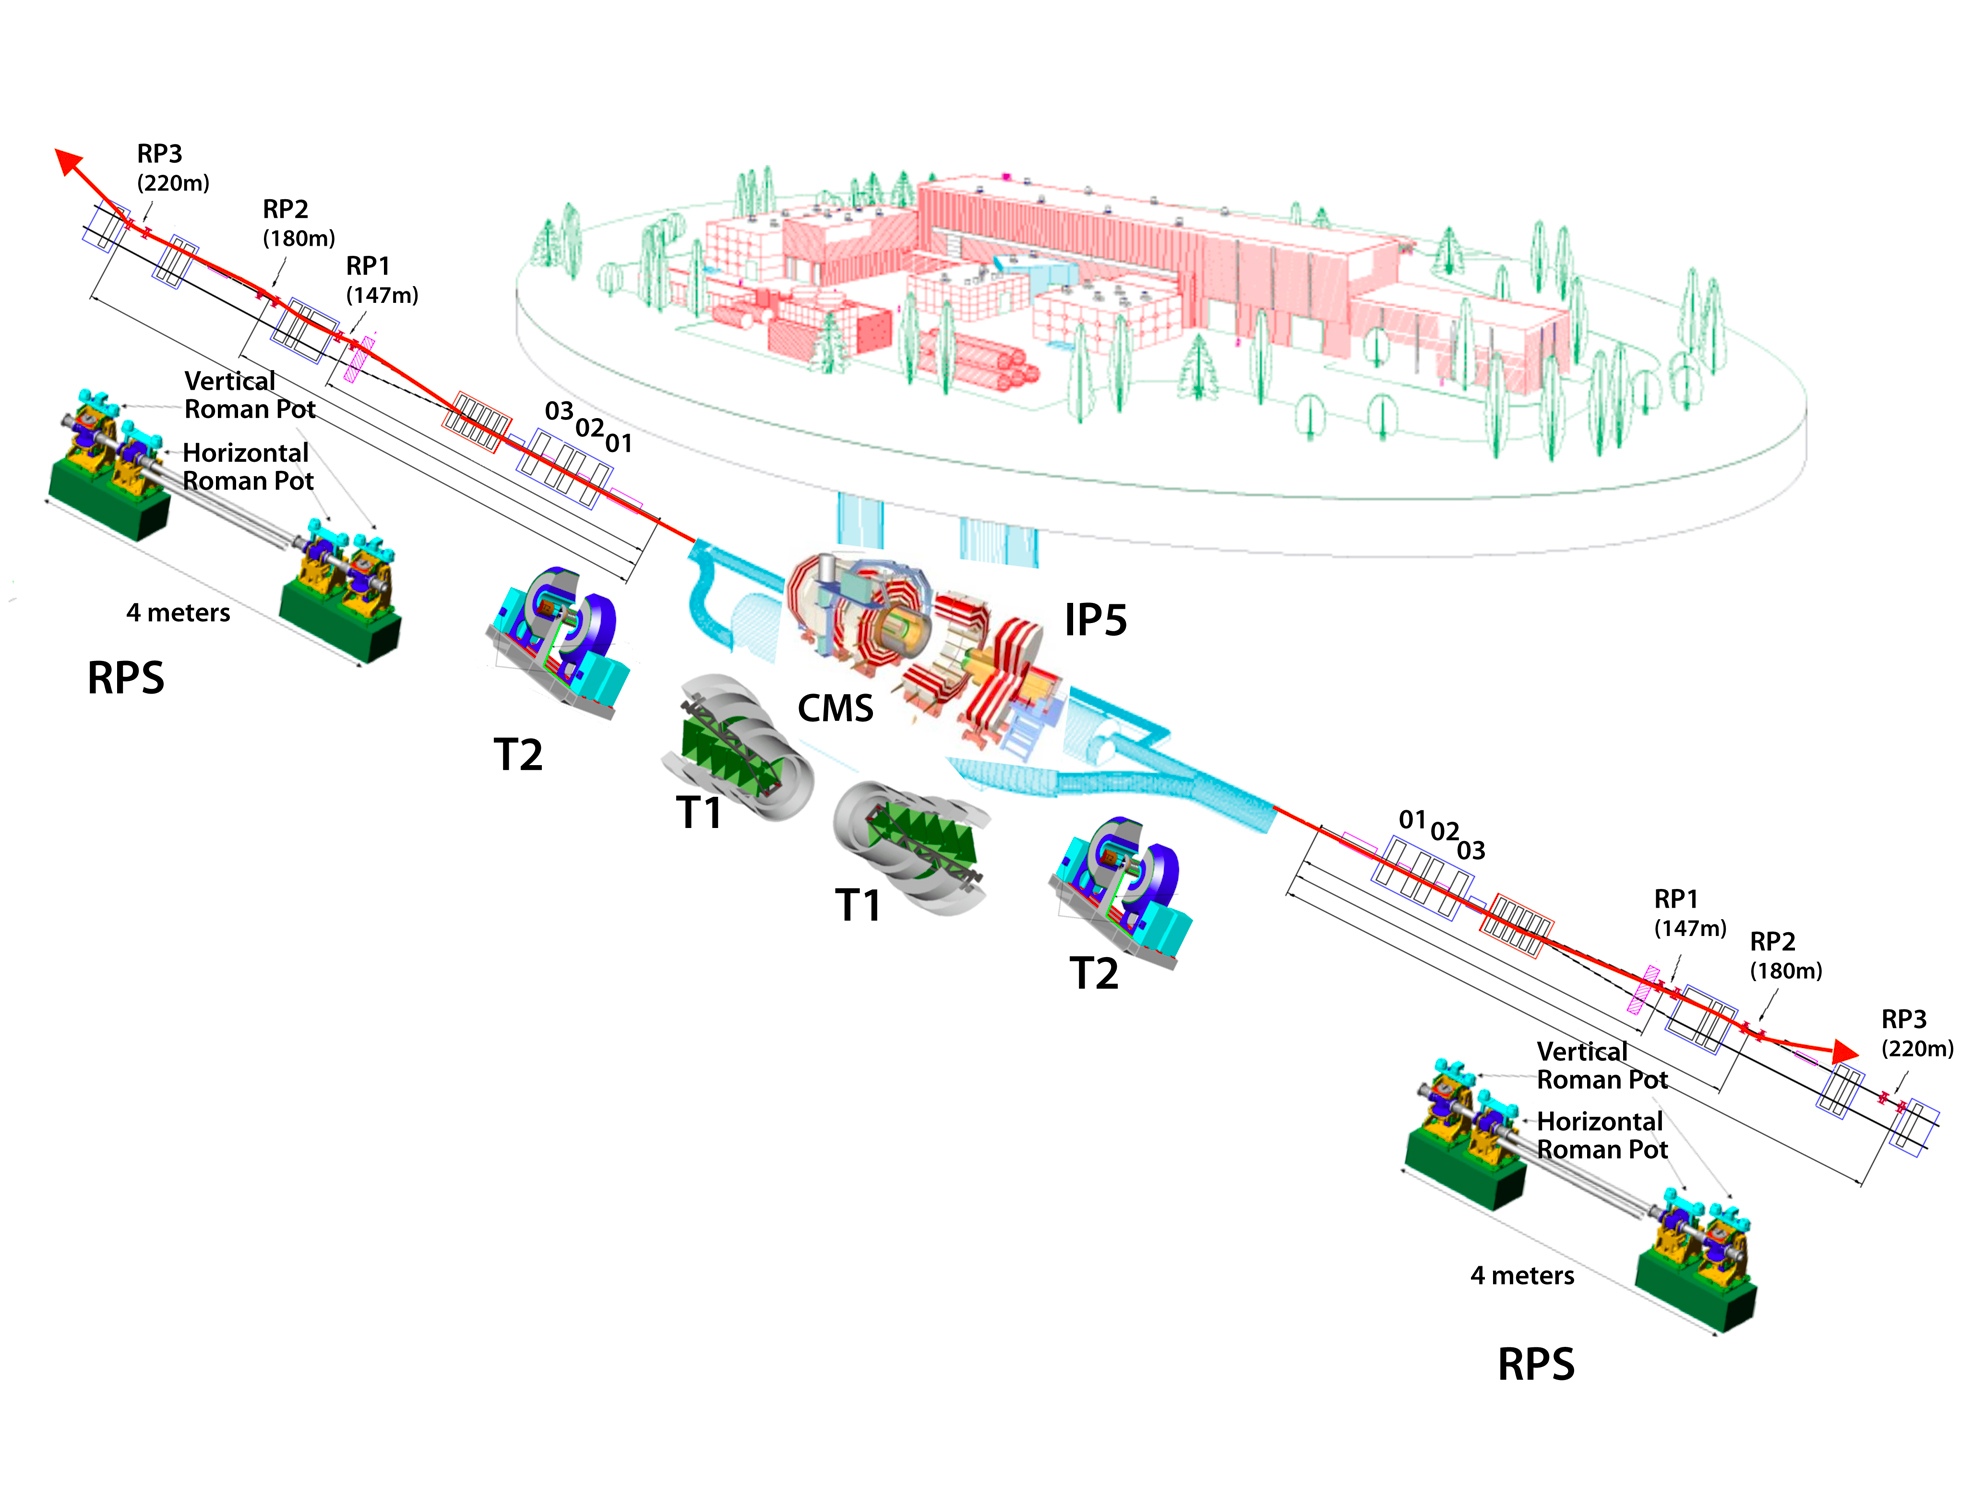 RP3
(220m)
RP2
(180m)
RP1
(147m)
Vertical
Roman Pot
Horizontal
Roman Pot
03
02
01
4 meters
RPS
T2
T1
CMS
IP5
T1
T2
01
02
03
RP1
(147m)
RP2
(180m)
RP3
(220m)
Vertical
Roman Pot
Horizontal
Roman Pot
4 meters
RPS